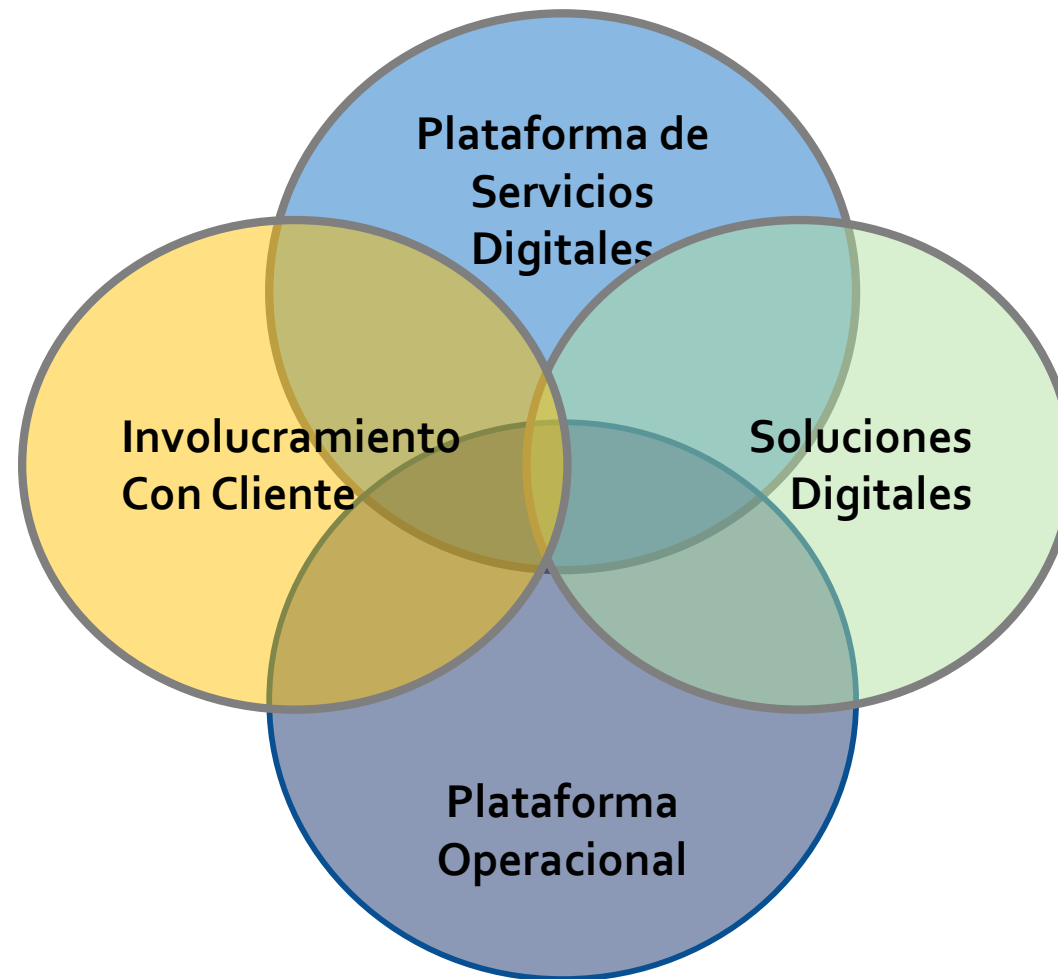 Plataforma de
Servicios
Digitales
Involucramiento
Con Cliente
Soluciones
Digitales
Plataforma
Operacional